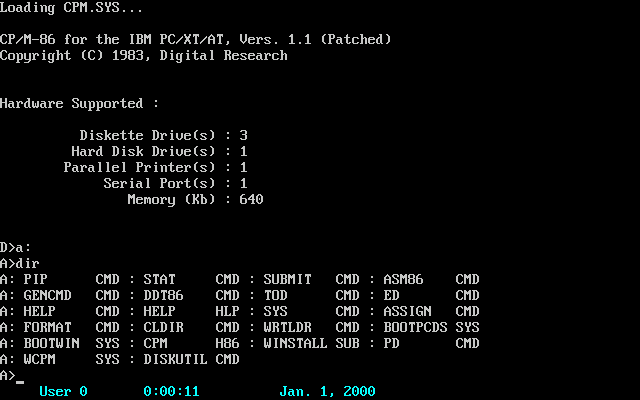 Loading CPM.SYS...
CP/M-86 for the IBM PC/XT/AT, Vers. 1.1 (Patched)
Copyright (C) 1983, Digital Research
Hardware Supported :
Diskette Drive(s) : 3
Hard Disk Drive(s) : 1
Parallel Printer(s) : 1
Serial Port(s) : 1
Memory (Kb) : 640
D>a:
A>dir
A: PIP      CMD : STAT     CMD : SUBMIT   CMD : ASM86    CMD
A: GENCMD   CMD : DDT86    CMD : TOD      CMD : ED       CMD
A: HELP     CMD : HELP     HLP : SYS      CMD : ASSIGN   CMD
A: FORMAT   CMD : CLDIR    CMD : WRTLDR   CMD : BOOTPCDS SYS
A: BOOTWIN  SYS : CPM      H86 : WINSTALL SUB : PD       CMD
A: WCPM     SYS : DISKUTIL CMD
A>_
User 0       0:00:11          Jan. 1, 2000